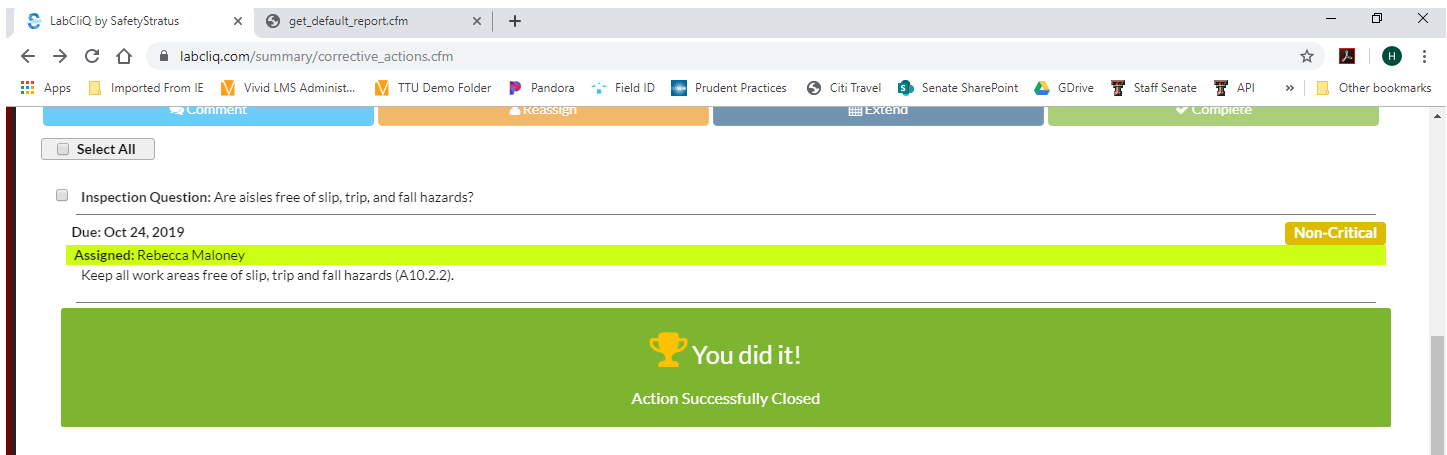 LabCliQ by SafetyStratus
get_default_report.cfm
labcliq.com/summary/corrective_actions.cfm
H
Apps Imported From IE Vivid LMS Administ... TTU Demo Folder Pandora Field ID Prudent Practices Citi Travel Senate SharePoint GDrive Staff Senate API » Other bookmarks
Comment Reassign Extend Complete
Select All
Inspection Question: Are aisles free of slip, trip, and fall hazards?
Due: Oct 24, 2019 Non-Critical
Assigned: Rebecca Maloney
Keep all work areas free of slip, trip and fall hazards (A10.2.2).
You did it!
Action Successfully Closed